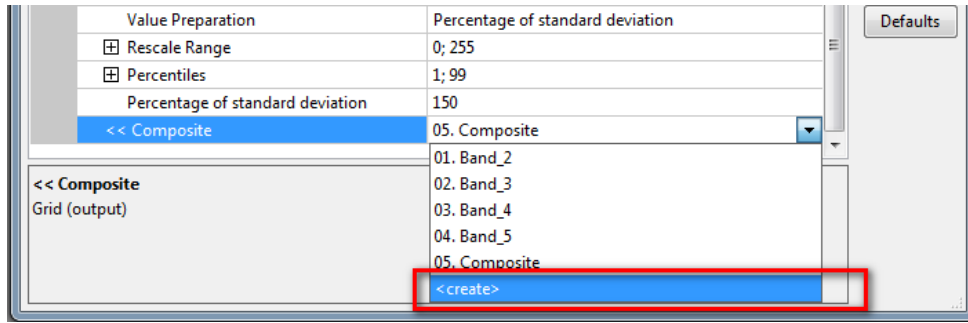 Value Preparation Percentage of standard deviation Defaults
Rescale Range 0; 255
Percentiles 1; 99
Percentage of standard deviation 150
<< Composite 05. Composite
01. Band_2
<< Composite 02. Band_3
Grid (output) 03. Band_4
04. Band_5
05. Composite
<create>